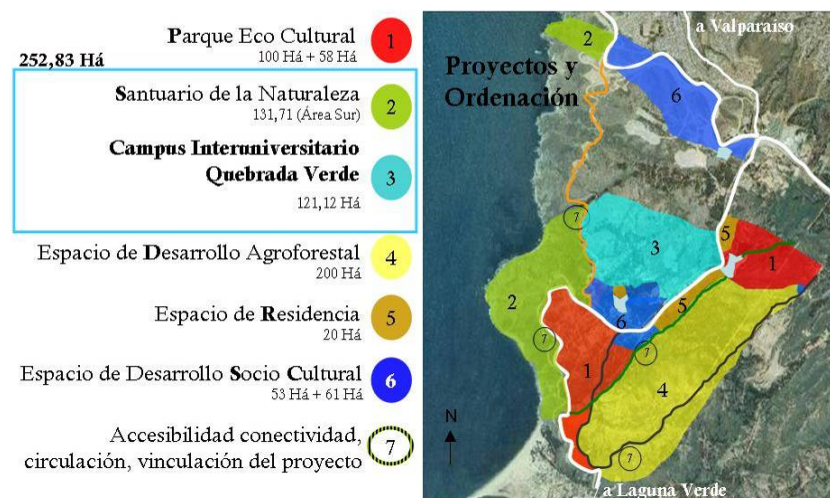 252,83 Há
Parque Eco Cultural
100 Há + 58 Há
1
Santuario de la Naturaleza
131,71 (Área Sur)
2
Campus Interuniversitario
Quebrada Verde
121,12 Há
3
Espacio de Desarrollo Agroforestal
200 Há
4
Espacio de Residencia
20 Há
5
Espacio de Desarrollo Socio Cultural
53 Há + 61 Há
6
Accesibilidad conectividad,
circulación, vinculación del proyecto
7
a Valparaíso
Proyectos y
Ordenación
2
6
7
3
5
1
2
6
5
7
7
1
4
7
N
a Laguna Verde